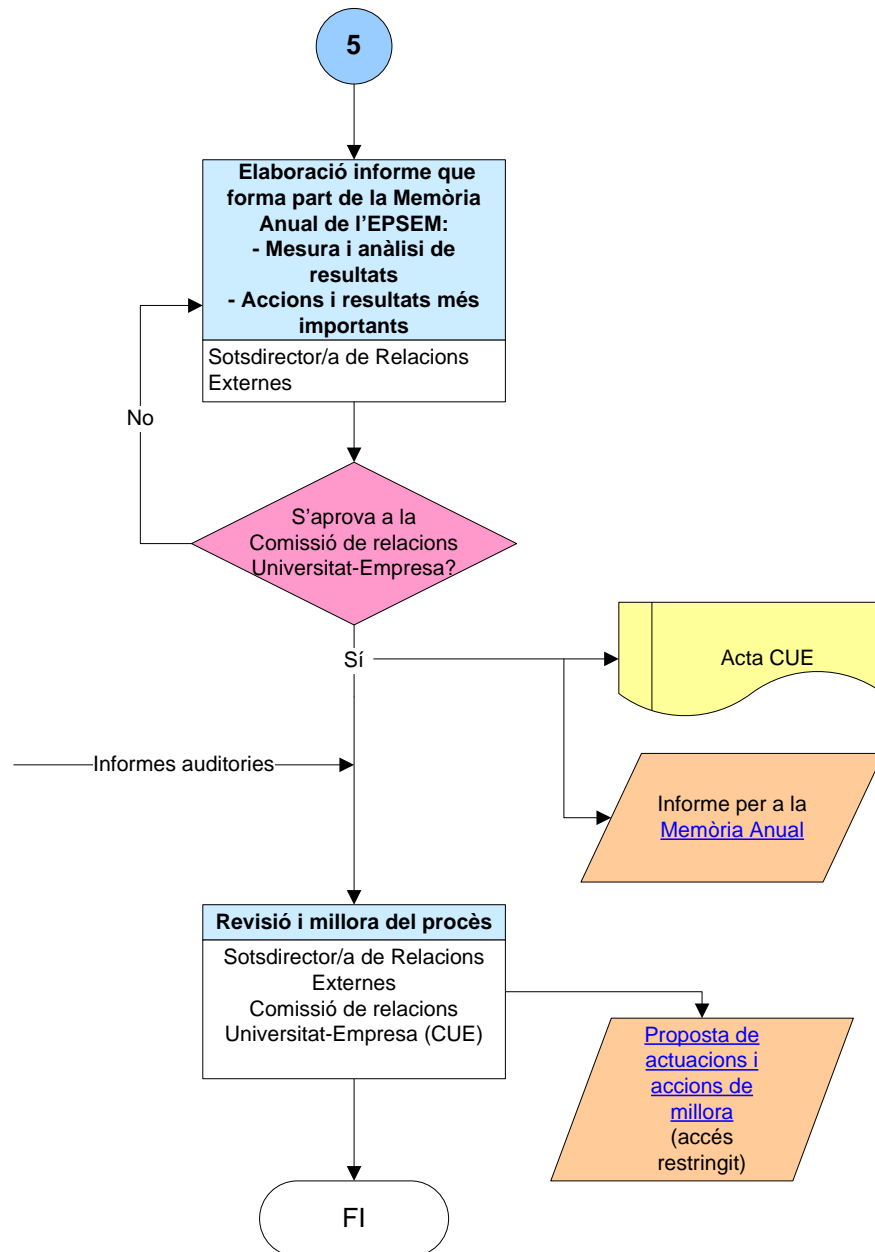 5
Elaboració informe que
forma part de la Memòria
Anual de l’EPSEM:
- Mesura i anàlisi de
resultats
- Accions i resultats més
importants
Sotsdirector/a de Relacions
Externes
No
S’aprova a la
Comissió de relacions
Universitat-Empresa?
Sí
Acta CUE
Informes auditories
Informe per a la
Memòria Anual
Revisió i millora del procès
Sotsdirector/a de Relacions
Externes
Comissió de relacions
Universitat-Empresa (CUE)
Proposta de
actuacions i
accions de
millora
(accés
restringit)
FI